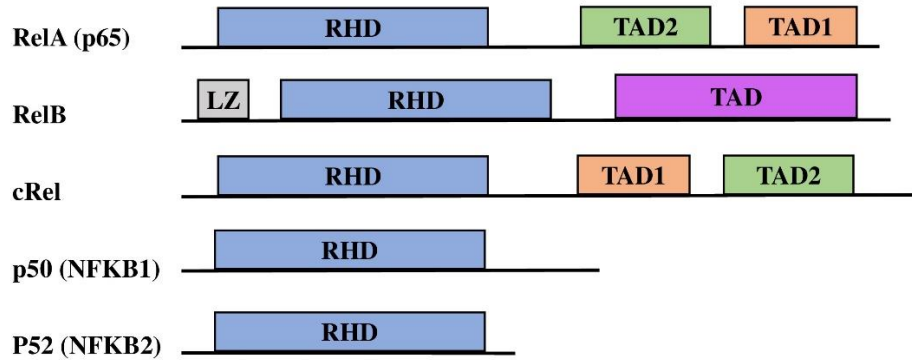 RelA (p65) RHD TAD2 TAD1
RelB LZ RHD TAD
cRel RHD TAD1 TAD2
p50 (NFKB1) RHD
P52 (NFKB2) RHD